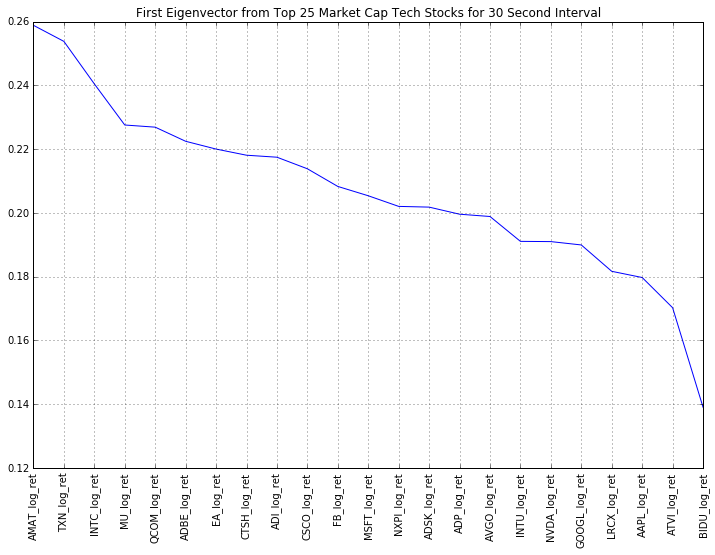 First Eigenvector from Top 25 Market Cap Tech Stocks for 30 Second Interval
0.26
0.24
0.22
0.20
0.18
0.16
0.14
0.12
AMAT_log_ret
TXN_log_ret
INTC_log_ret
MU_log_ret
QCOM_log_ret
ADBE_log_ret
EA_log_ret
CTSH_log_ret
ADI_log_ret
CSCO_log_ret
FB_log_ret
MSFT_log_ret
NXPI_log_ret
ADSK_log_ret
ADP_log_ret
AVGO_log_ret
INTU_log_ret
NVDA_log_ret
GOOGL_log_ret
LRCX_log_ret
AAPL_log_ret
ATVI_log_ret
BIDU_log_ret